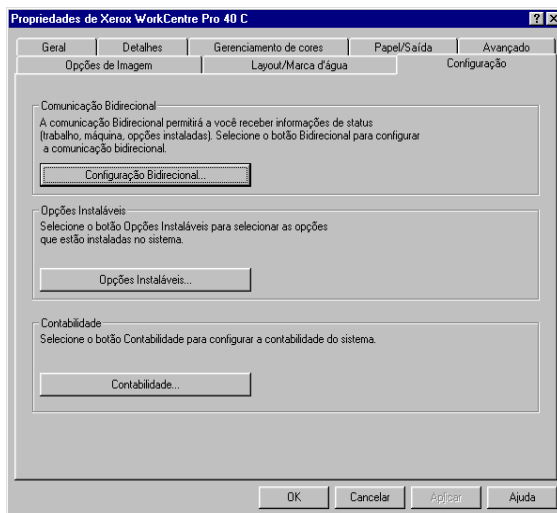 Propriedades de Xerox WorkCentre Pro 40 C
Geral Detalhes Gerenciamento de cores Papel/Saída Avançado
Opções de Imagem Layout/Marca d'água Configuração
Comunicação Bidirecional
A comunicação Bidirecional permitirá a você receber informações de status
(trabalho, máquina, opções instaladas). Selecione o botão Bidirecional para configurar
a comunicação bidirecional.
Configuração Bidirecional...
Opções Instaláveis
Selecione o botão Opções Instaláveis para selecionar as opções
que estão instaladas no sistema.
Opções Instaláveis...
Contabilidade
Selecione o botão Contabilidade para configurar a contabilidade do sistema.
Contabilidade...
OK Cancelar Aplicar Ajuda